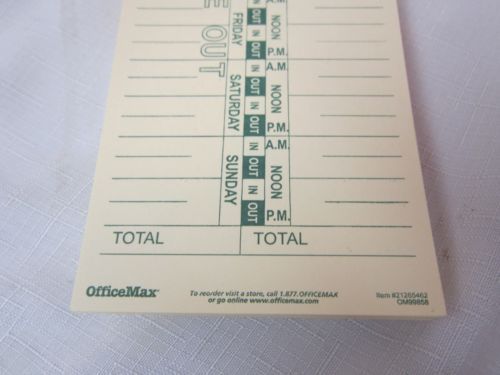 E OUT
FRIDAY
OUT
IN
OUT
IN
OUT
A.M.
NOON
P.M.
SATURDAY
IN
OUT
IN
OUT
A.M.
NOON
P.M.
SUNDAY
IN
OUT
IN
OUT
A.M.
NOON
P.M.
TOTAL TOTAL
OfficeMax
To reorder visit a store, call 1.877.OFFICEMAX
or go online www.officemax.com
Item #21265462
OM99858